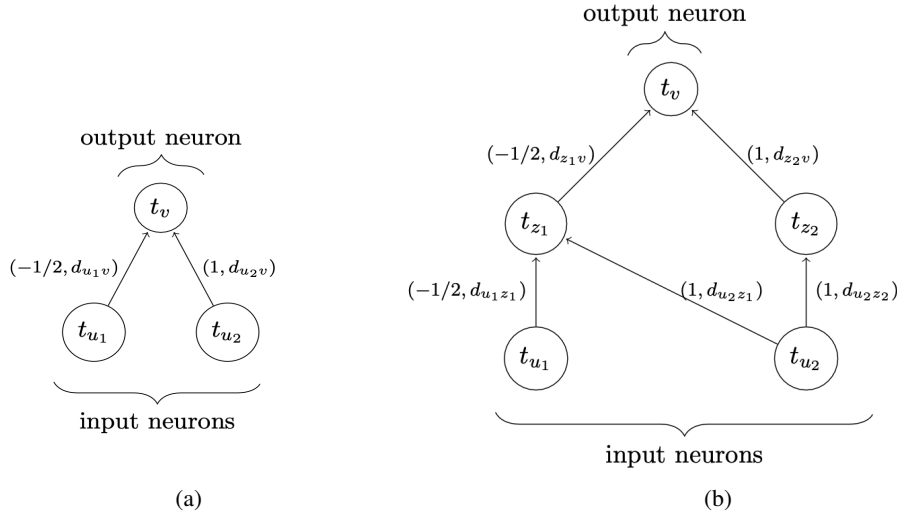 output neuron
t_v
(−1/2, d_{u_1v})
(1, d_{u_2v})
t_{u_1}
t_{u_2}
input neurons
(a)
output neuron
t_v
(−1/2, d_{z_1v})
(1, d_{z_2v})
t_{z_1}
t_{z_2}
(−1/2, d_{u_1z_1})
(1, d_{u_2z_1})
(1, d_{u_2z_2})
t_{u_1}
t_{u_2}
input neurons
(b)